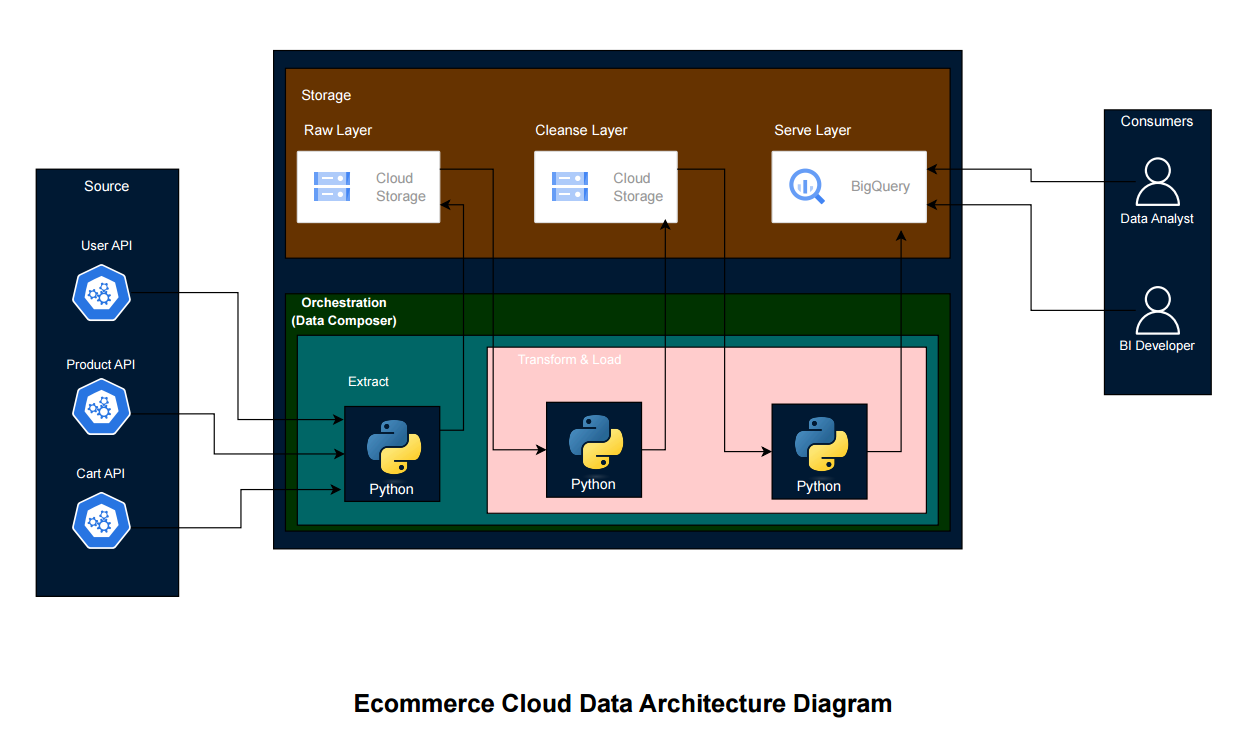 Storage
Raw Layer
Cloud
Storage
Cleanse Layer
Cloud
Storage
Serve Layer
BigQuery
Consumers
Data Analyst
BI Developer
Source
User API
Product API
Cart API
Orchestration
(Data Composer)
Extract
Python
Transform & Load
Python
Python
Ecommerce Cloud Data Architecture Diagram